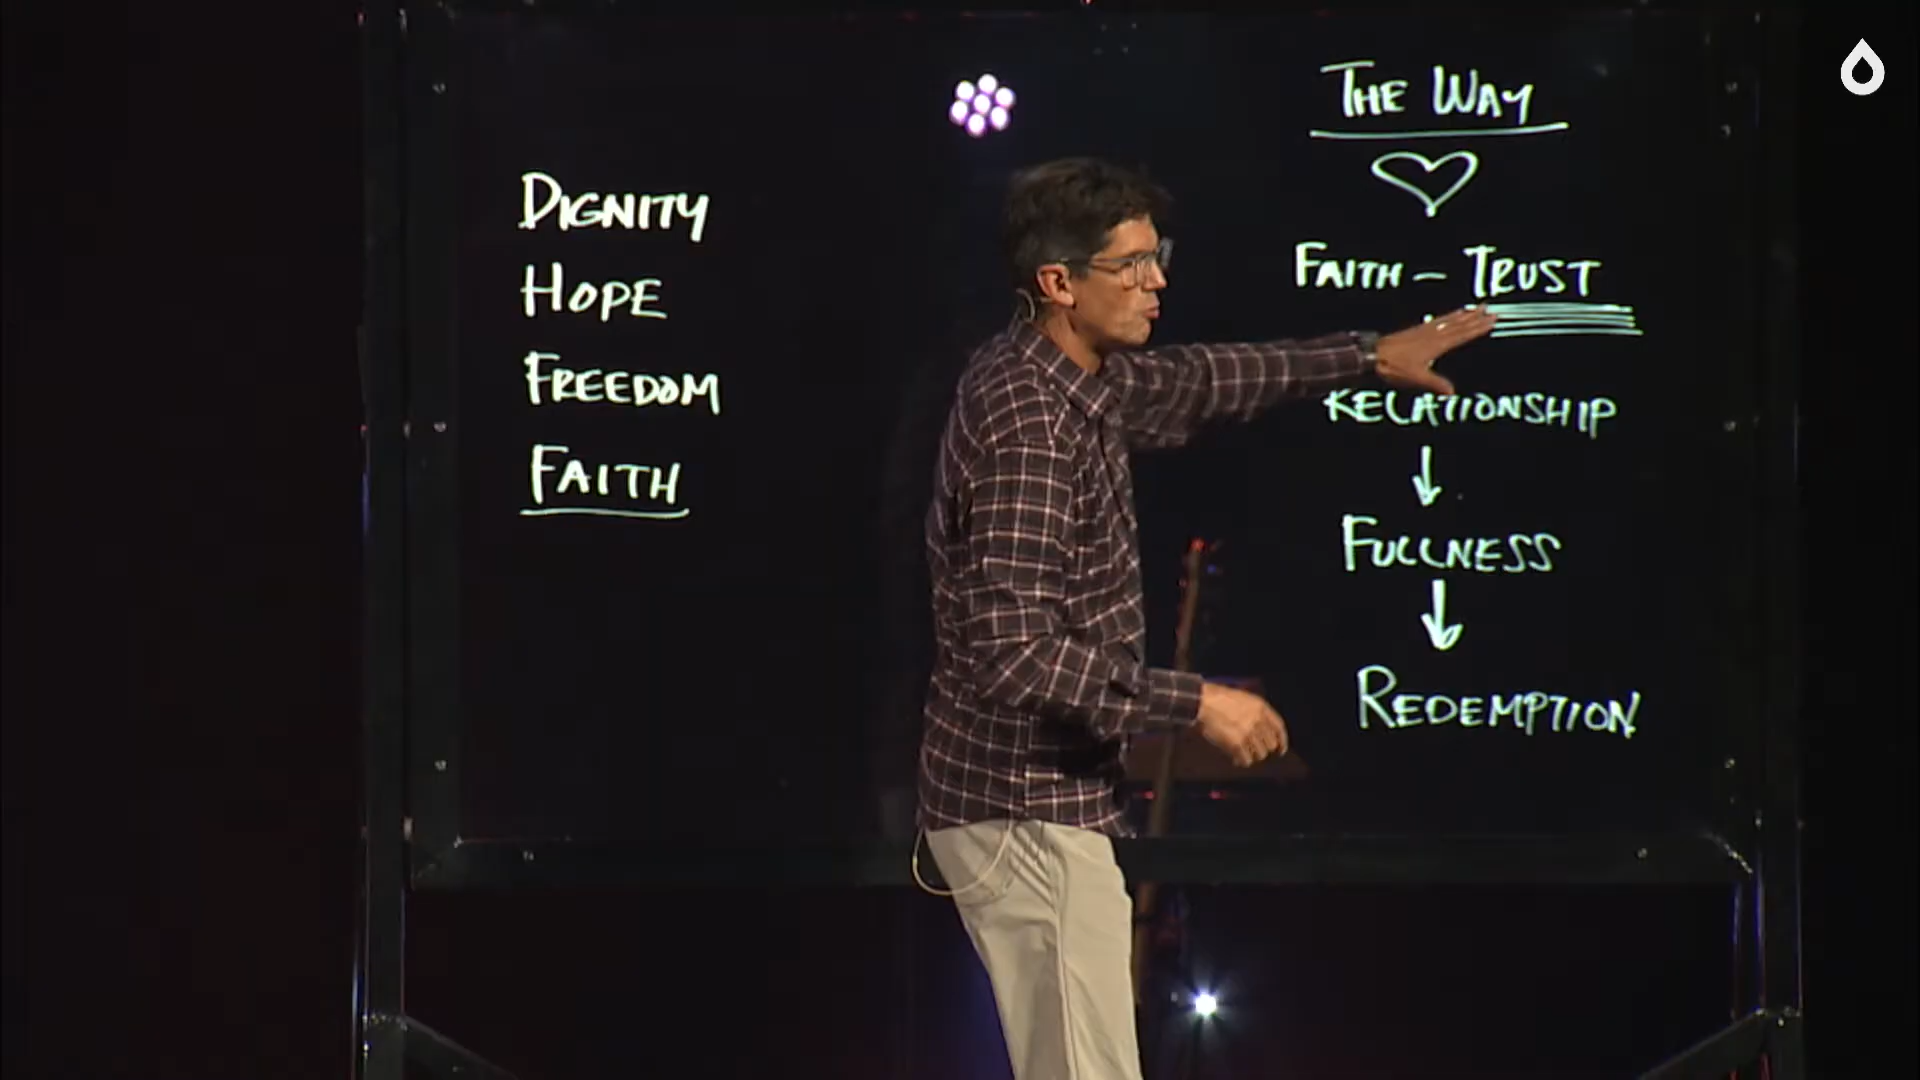 Dignity
Hope
Freedom
Faith
The Way
Faith - Trust
Relationship
Fullness
Redemption